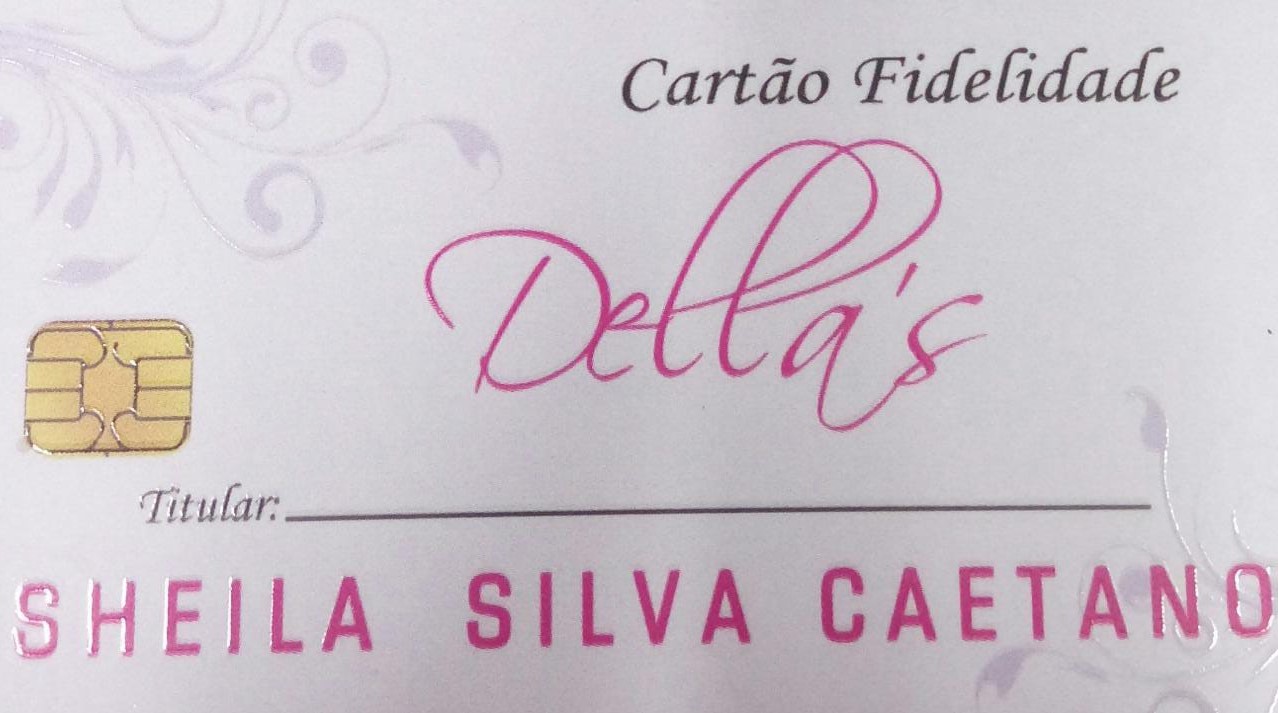 Cartão Fidelidade
Della's
Titular:
SHEILA SILVA CAETANO